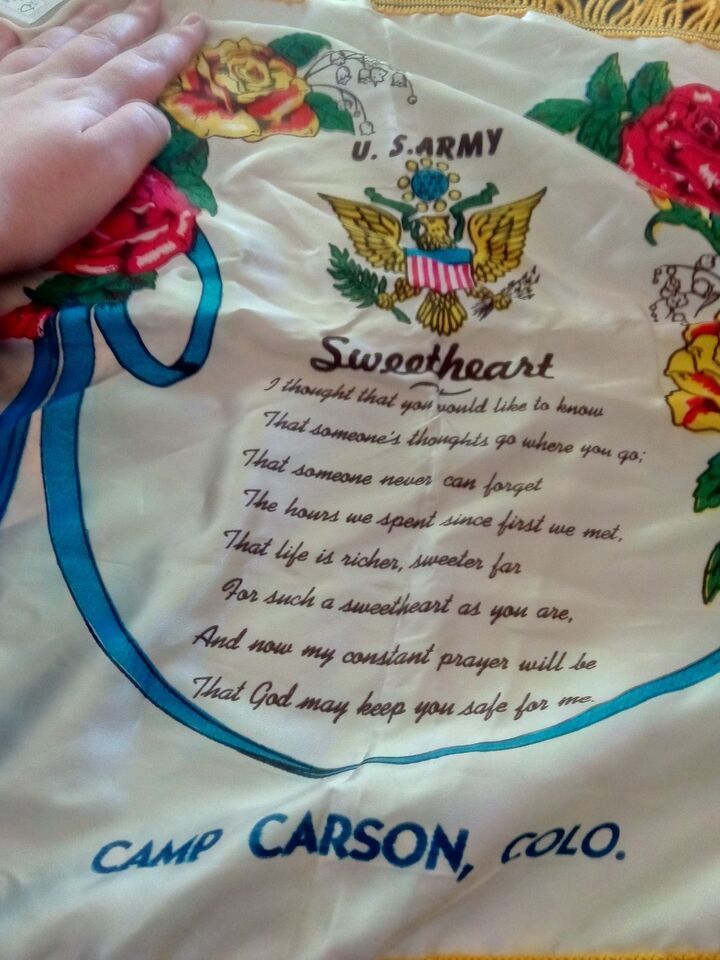 U. S. ARMY
Sweetheart
I thought that you would like to know
That someone's thoughts go where you go;
That someone never can forget
The hours we spent since first we met,
That life is richer, sweeter far
For such a sweetheart as you are,
And now my constant prayer will be
That God may keep you safe for me.
CAMP CARSON, COLO.